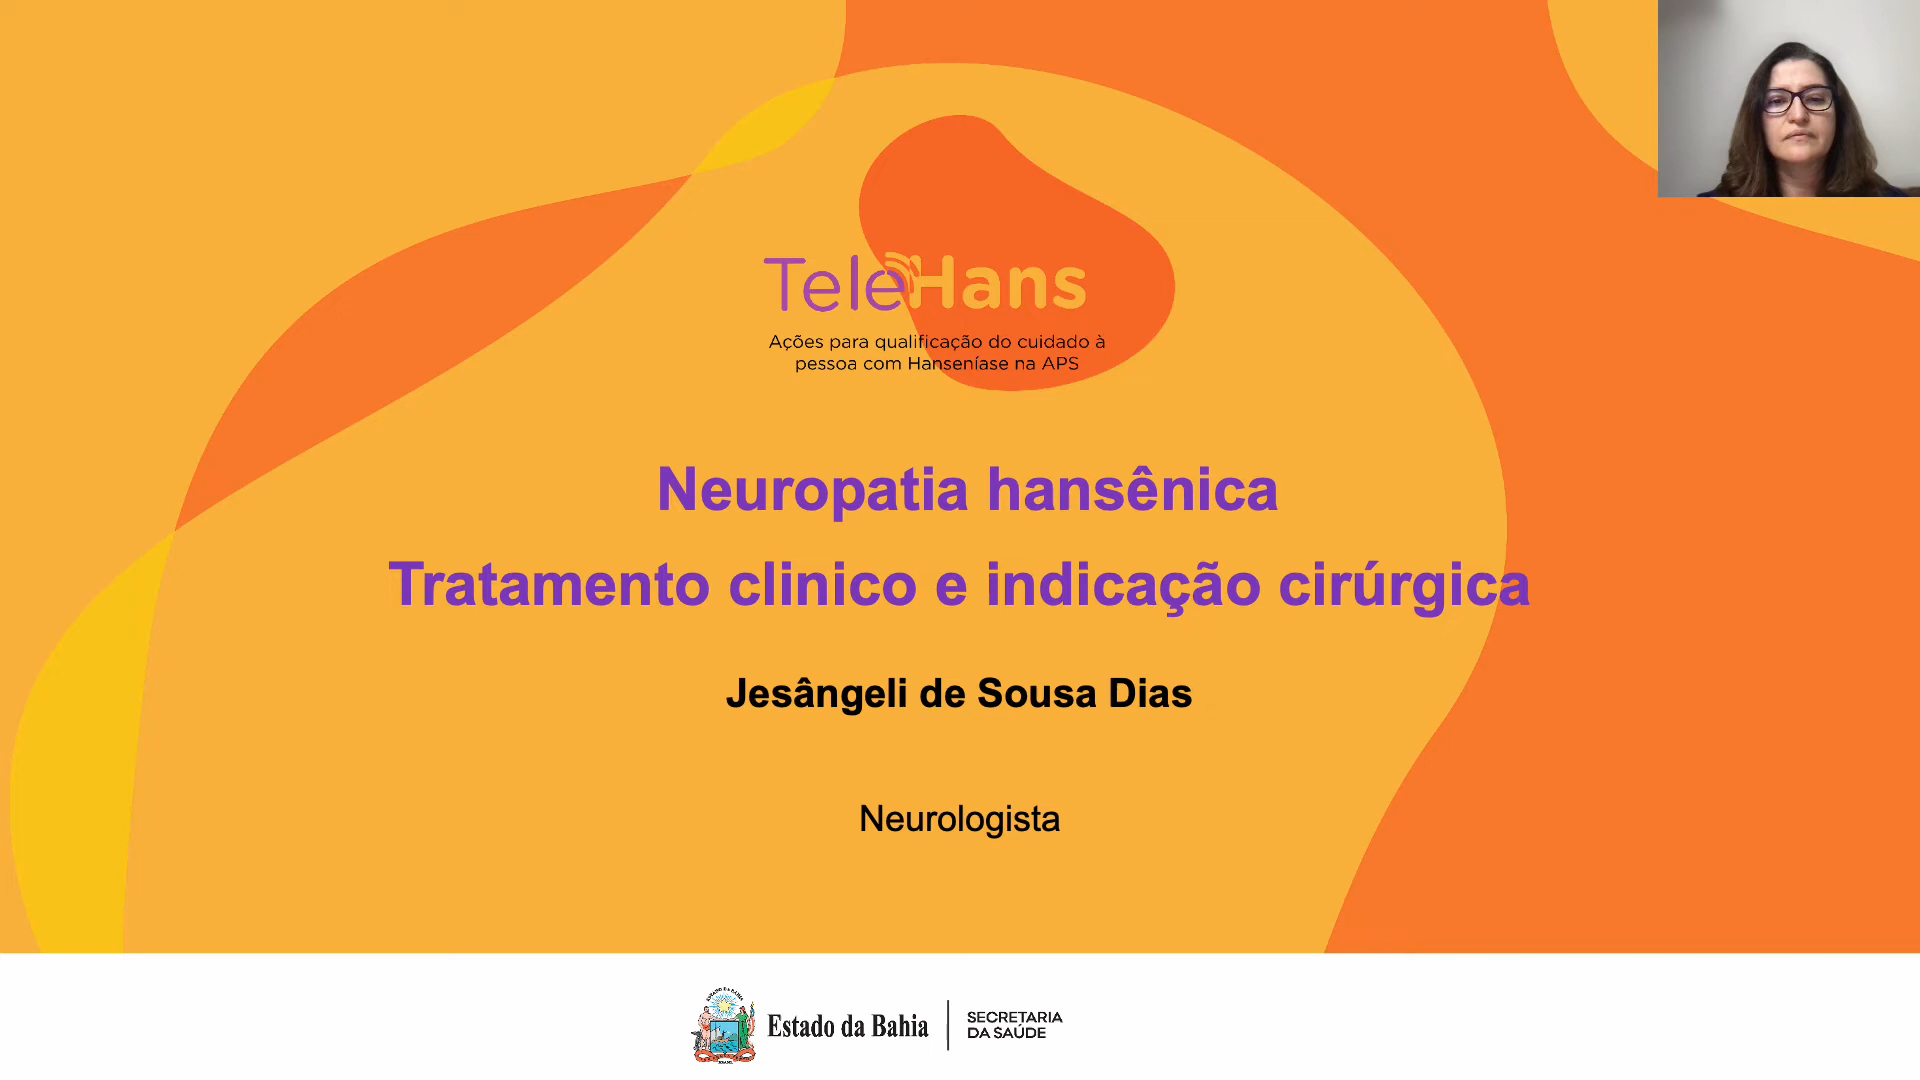 TeleHans
Ações para qualificação do cuidado à
pessoa com Hanseníase na APS
Neuropatia hansênica
Tratamento clinico e indicação cirúrgica
Jesângeli de Sousa Dias
Neurologista
Estado da Bahia
SECRETARIA
DA SAÚDE